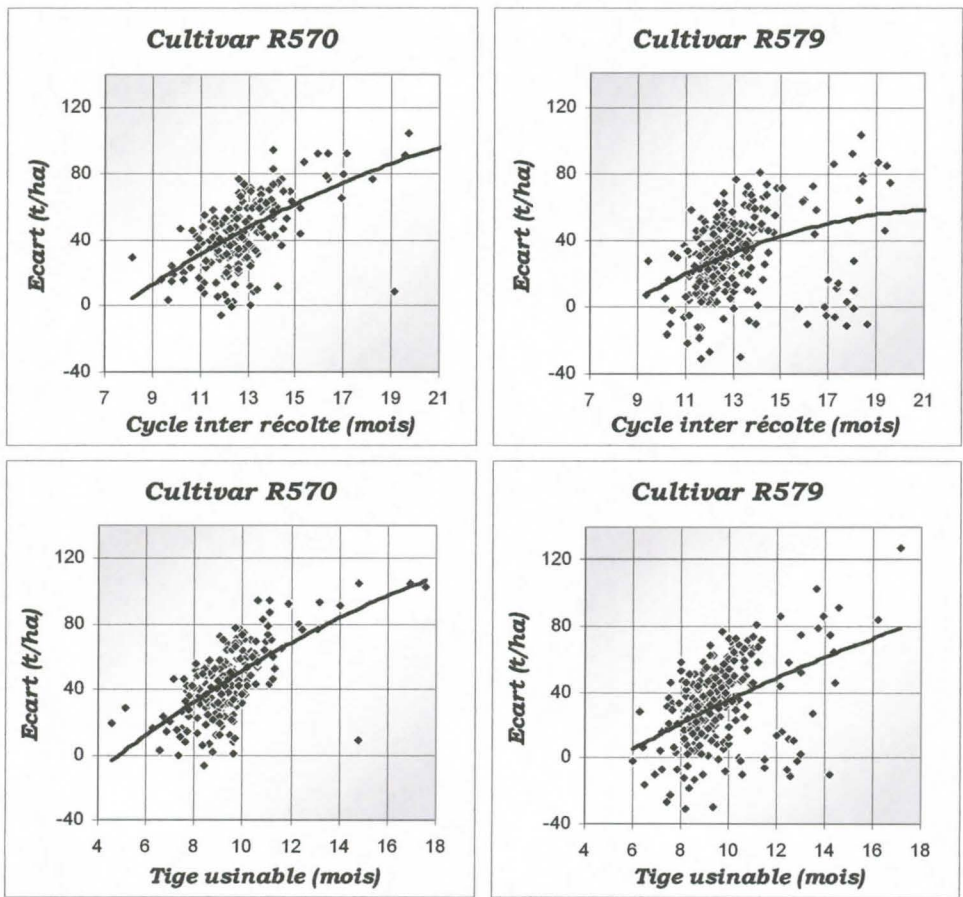 Cultivar R570
Ecart (t/ha)
120
80
40
0
-40
7 9 11 13 15 17 19 21
Cycle inter récolte (mois)
Cultivar R579
Ecart (t/ha)
120
80
40
0
-40
7 9 11 13 15 17 19 21
Cycle inter récolte (mois)
Cultivar R570
Ecart (t/ha)
120
80
40
0
-40
4 6 8 10 12 14 16 18
Tige usinable (mois)
Cultivar R579
Ecart (t/ha)
120
80
40
0
-40
4 6 8 10 12 14 16 18
Tige usinable (mois)